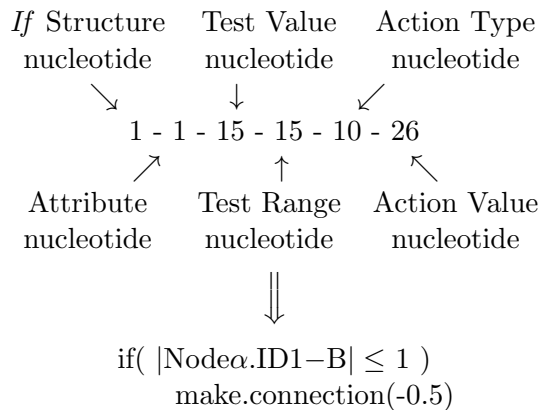 If Structure Test Value Action Type
nucleotide nucleotide nucleotide
1 - 1 - 15 - 15 - 10 - 26
Attribute Test Range Action Value
nucleotide nucleotide nucleotide
if( |Nodeα.ID1−B| ≤ 1 )
make.connection(-0.5)